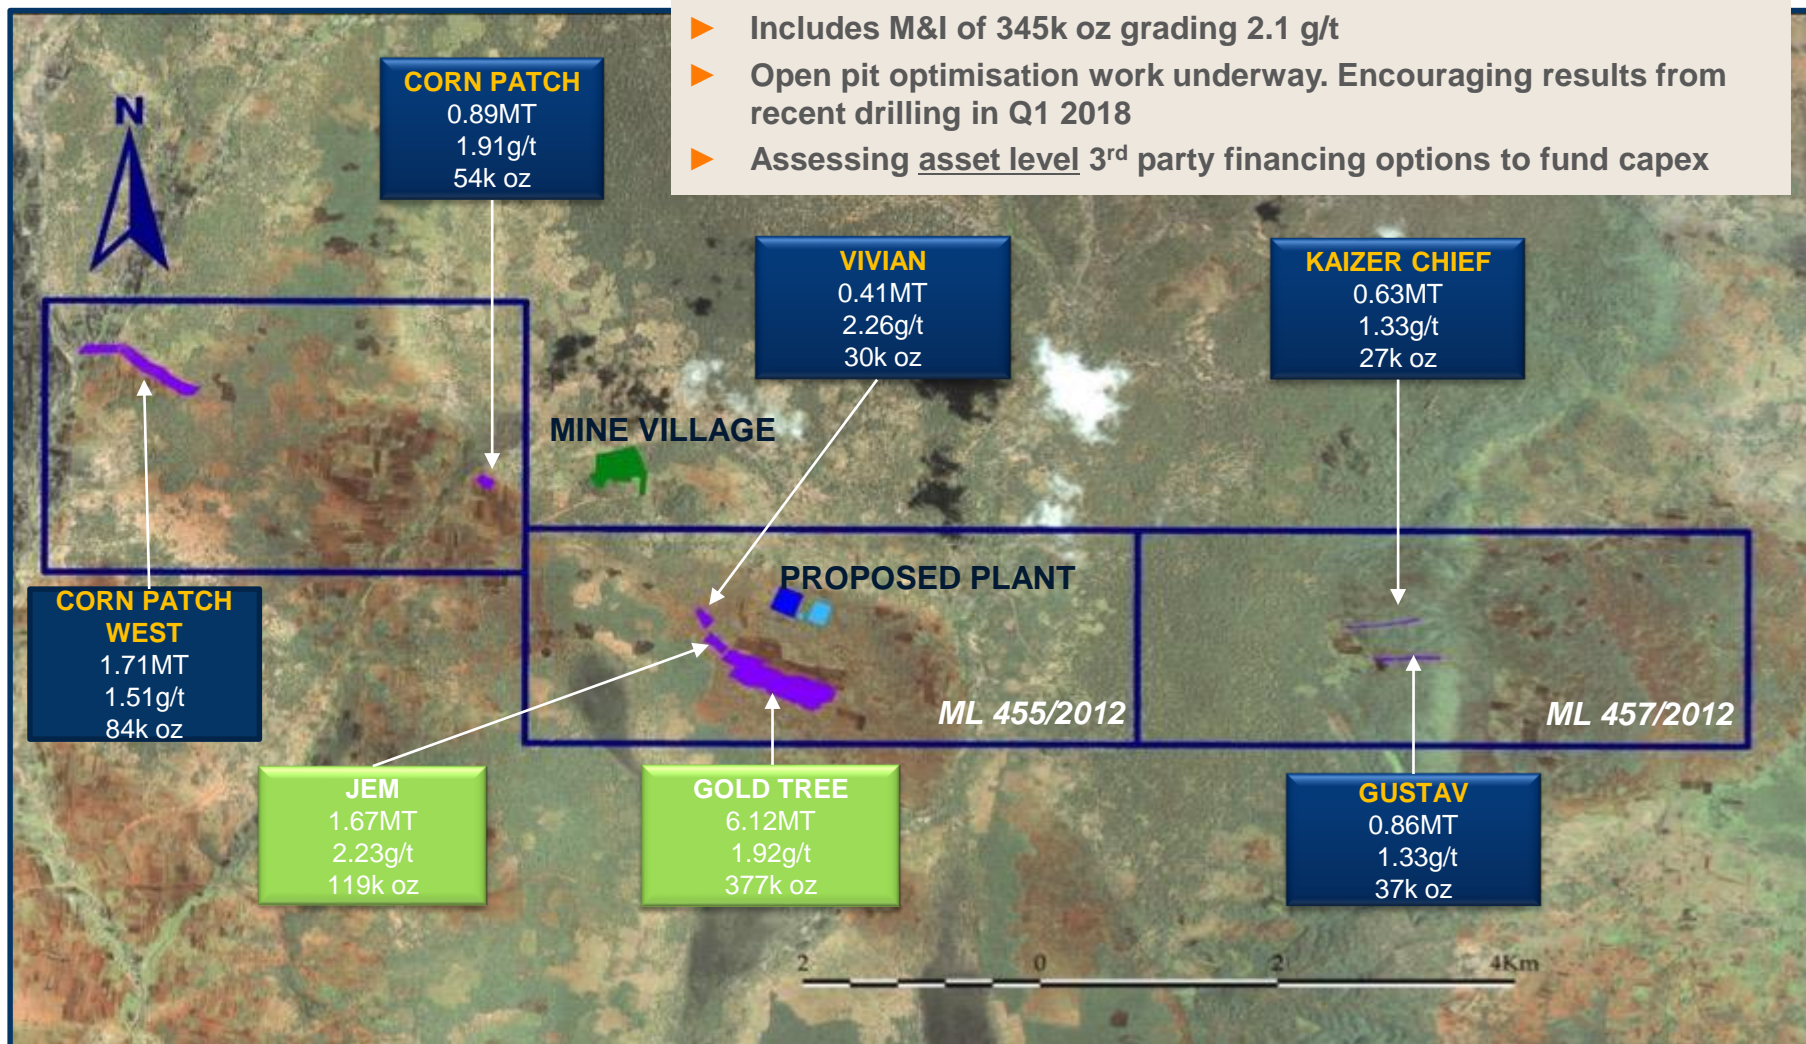 ► Includes M&I of 345k oz grading 2.1 g/t
► Open pit optimisation work underway. Encouraging results from
recent drilling in Q1 2018
► Assessing asset level 3rd party financing options to fund capex
N
CORN PATCH
0.89MT
1.91g/t
54k oz
VIVIAN
0.41MT
2.26g/t
30k oz
KAIZER CHIEF
0.63MT
1.33g/t
27k oz
MINE VILLAGE
PROPOSED PLANT
CORN PATCH
WEST
1.71MT
1.51g/t
84k oz
ML 455/2012
ML 457/2012
JEM
1.67MT
2.23g/t
119k oz
GOLD TREE
6.12MT
1.92g/t
377k oz
GUSTAV
0.86MT
1.33g/t
37k oz
2 0 2 4Km